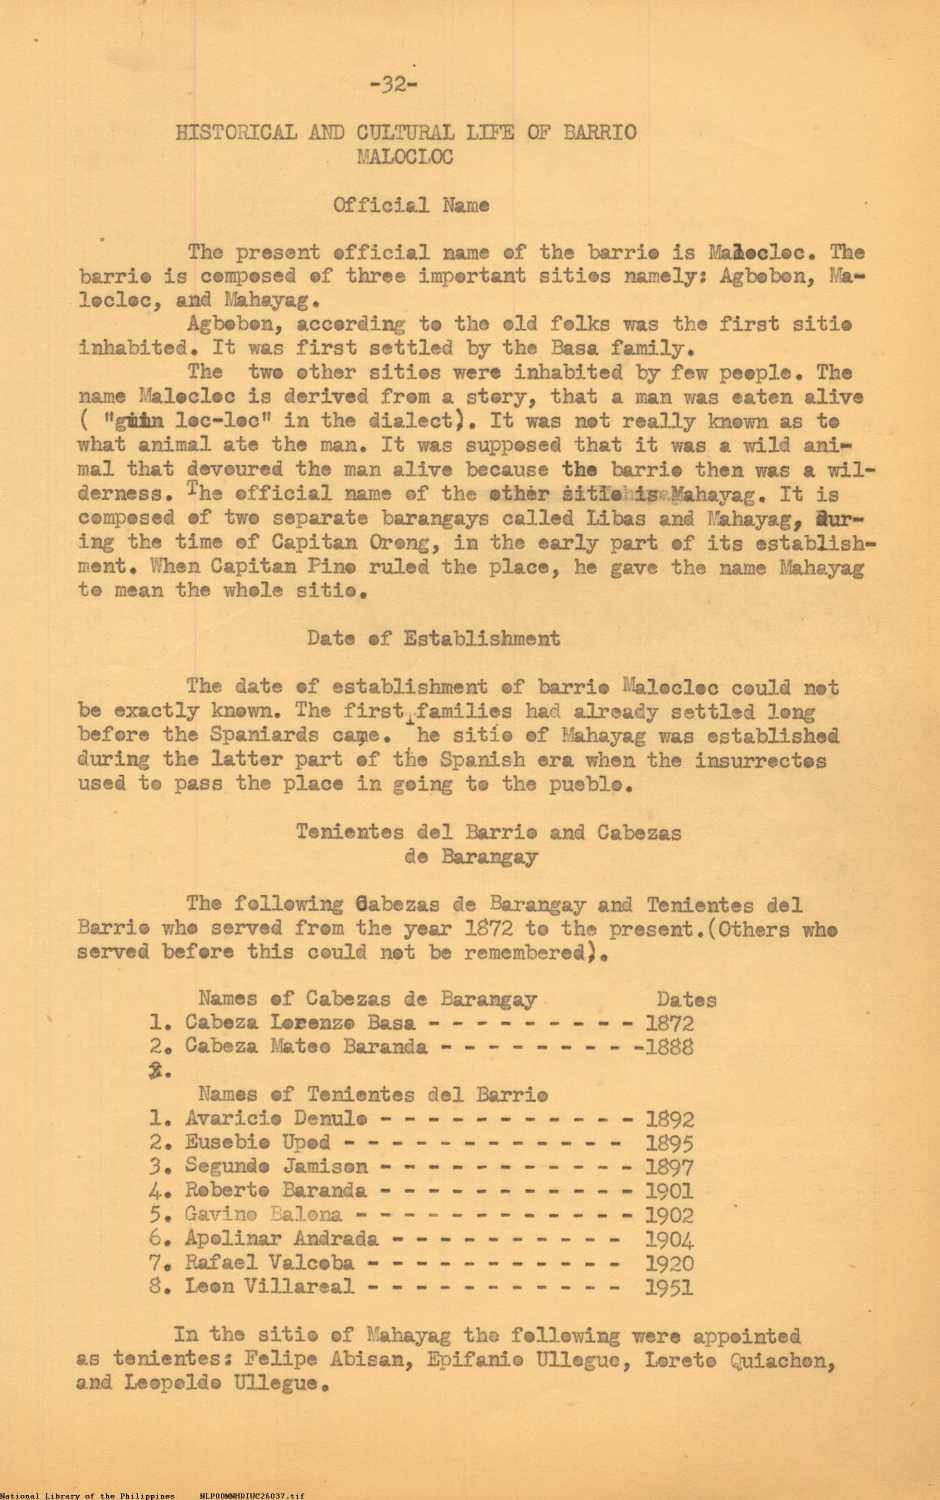 -32-
HISTORICAL AND CULTURAL LIFE OF BARRIO
MALOCLOC
Official Name
The present official name of the barrio is Malocloc. The
barrio is composed of three important sitios namely: Agbobon, Ma-
locloc, and Mahayag.
Agbobon, according to the old folks was the first sitio
inhabited. It was first settled by the Basa family.
The two other sitios were inhabited by few people. The
name Malocloc is derived from a story, that a man was eaten alive
( "guin loc-loc" in the dialect). It was not really known as to
what animal ate the man. It was supposed that it was a wild ani-
mal that devoured the man alive because the barrio then was a wil-
derness. The official name of the other sitio is Mahayag. It is
composed of two separate barangays called Libas and Mahayag, dur-
ing the time of Capitan Orong, in the early part of its establish-
ment. When Capitan Pino ruled the place, he gave the name Mahayag
to mean the whole sitio.
Date of Establishment
The date of establishment of barrio Malocloc could not
be exactly known. The first families had already settled long
before the Spaniards came. The sitio of Mahayag was established
during the latter part of the Spanish era when the insurrectos
used to pass the place in going to the pueblo.
Tenientes del Barrio and Cabezas
de Barangay
The following Cabezas de Barangay and Tenientes del
Barrio who served from the year 1872 to the present.(Others who
served before this could not be remembered).
Names of Cabezas de Barangay Dates
1. Cabeza Lorenzo Basa - - - - - - - - - 1872
2. Cabeza Mateo Baranda - - - - - - - - -1888
3.
Names of Tenientes del Barrio
1. Avaricio Denulo - - - - - - - - - - - 1892
2. Eusebio Upod - - - - - - - - - - - - 1895
3. Segundo Jamison - - - - - - - - - - - 1897
4. Roberto Baranda - - - - - - - - - - - 1901
5. Gavino Balona - - - - - - - - - - - - 1902
6. Apolinar Andrada - - - - - - - - - - 1904
7. Rafael Valcoba - - - - - - - - - - - 1920
8. Leon Villareal - - - - - - - - - - - 1951
In the sitio of Mahayag the following were appointed
as tenientes: Felipe Abisan, Epifanio Ullegue, Loreto Quiachon,
and Leopoldo Ullegue.
National Library of the Philippines NLP00MNHDIUC26037.tif